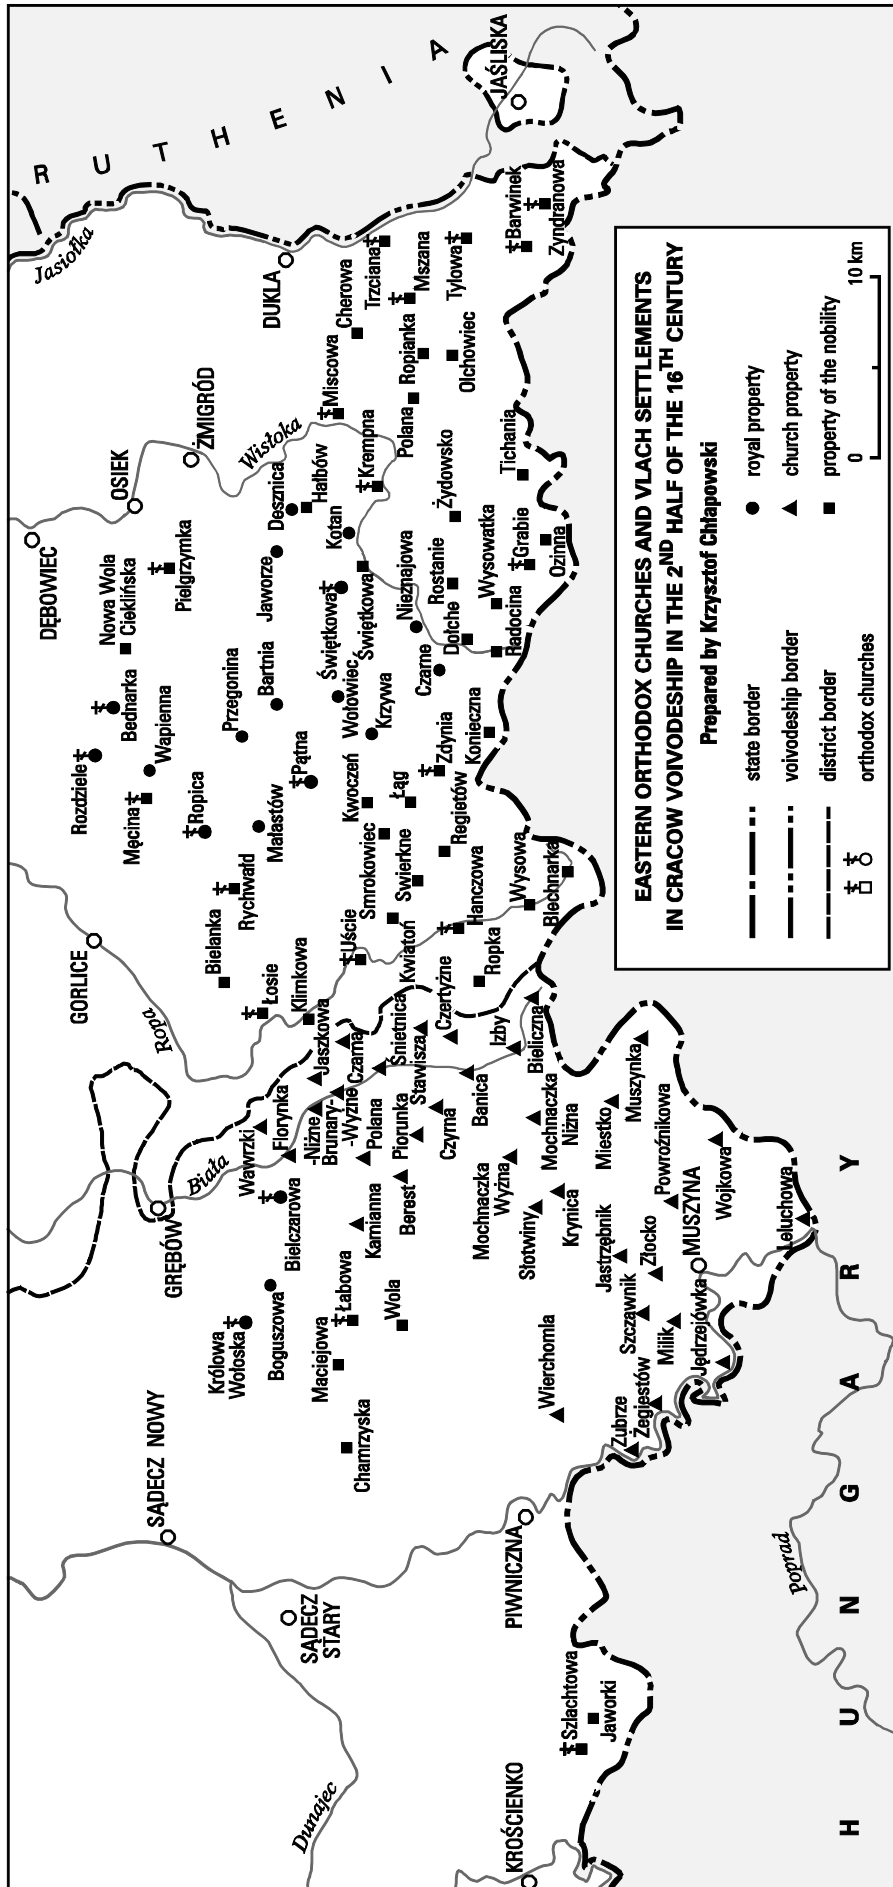 RUTHENIA
Jasiołka
JAŚLISKA
DUKLA
Cherowa
Trzciana
Mszana
Tylowa
Barwinek
Zyndranowa
Miscowa
Ropianka
Olchowiec
Polana
ŻMIGRÓD
Wisłoka
OSIEK
DĘBOWIEC
Desznica
Hałbów
Krempna
Żydowsko
Tichania
Nowa Wola
Cieklińska
Pielgrzymka
Jaworze
Kotan
Świętkowa
Świętkowa
Nieznajowa
Rostanie
Wysowatka
Grabie
Ozinna
Dołche
Radocina
Bednarka
Wapienna
Przegonina
Bartnia
Wołowiec
Krzywa
Czarne
Zdynia
Konieczna
Rozdziele
Męcina
Ropica
Małastów
Pątna
Kwoczeń
Ług
Regietów
Smrokowiec
Świerkne
Rychwałd
Bielanka
Łosie
Klimkowa
Uście
Kwiatoń
Hanczowa
Ropka
Wysowa
Blechnarka
GORLICE
Ropa
Jaszkowa
Czarna
Śnietnica
Stawisza
Czertyżne
Izby
Bieliczna
Florynka
Wawrzki
-Niżne
Brunary-
-Wyżne
Polana
Piorunka
Czyrna
Banica
Mochnaczka
Niżna
Miestko
Muszynka
Powroźnikowa
Wojkowa
Leluchowa
Biała
GRĘBÓW
Bielczarowa
Kamianna
Berest
Mochnaczka
Wyżna
Słotwiny
Krynica
Jastrzębnik
Złocko
MUSZYNA
Królowa
Wołoska
Boguszowa
Maciejowa
Łabowa
Wola
Chamrzyska
Wierchomla
Szczawnik
Milik
Jędrzejówka
Żegiestów
Zubrze
SĄDECZ NOWY
SĄDECZ
STARY
PIWNICZNA
Poprad
Dunajec
Szlachtowa
Jaworki
KROŚCIENKO
HUNGARY
EASTERN ORTHODOX CHURCHES AND VLACH SETTLEMENTS
IN CRACOW VOIVODESHIP IN THE 2ND HALF OF THE 16TH CENTURY
Prepared by Krzysztof Chłapowski
state border
voivodeship border
district border
orthodox churches
royal property
church property
property of the nobility
0 10 km